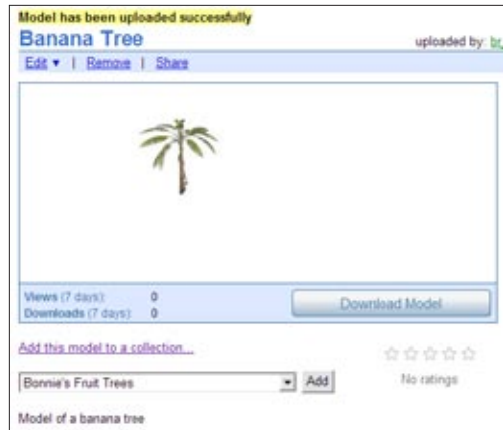 Model has been uploaded successfully
Banana Tree
uploaded by:
Edit ▼ | Remove | Share
Views (7 days): 0
Downloads (7 days): 0
Download Model
Add this model to a collection...
Bonnie's Fruit Trees
Add
No ratings
Model of a banana tree